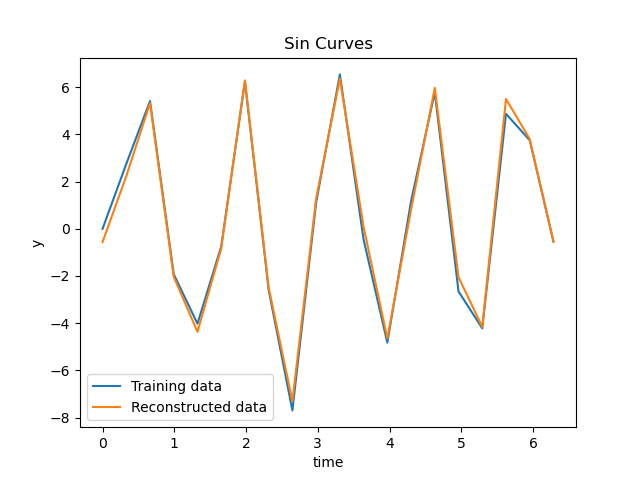 Sin Curves
6
4
2
0
−2
−4
−6
−8
y
Training data
Reconstructed data
0 1 2 3 4 5 6
time